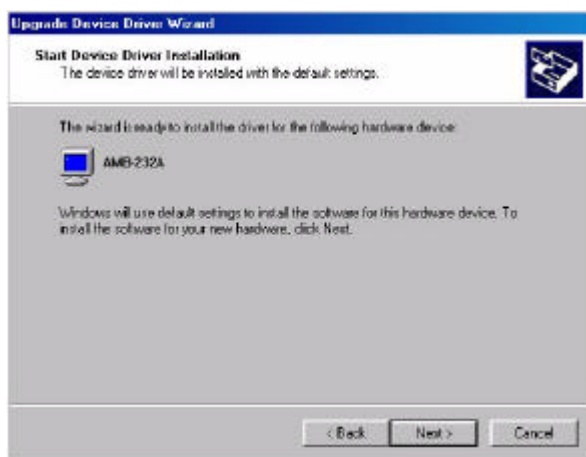 Upgrade Device Driver Wizard
Start Device Driver Installation
The device driver will be installed with the default settings.
The wizard is ready to install the driver for the following hardware device:
AMB-232A
Windows will use default settings to install the software for this hardware device. To
install the software for your new hardware, click Next.
< Back
Next >
Cancel